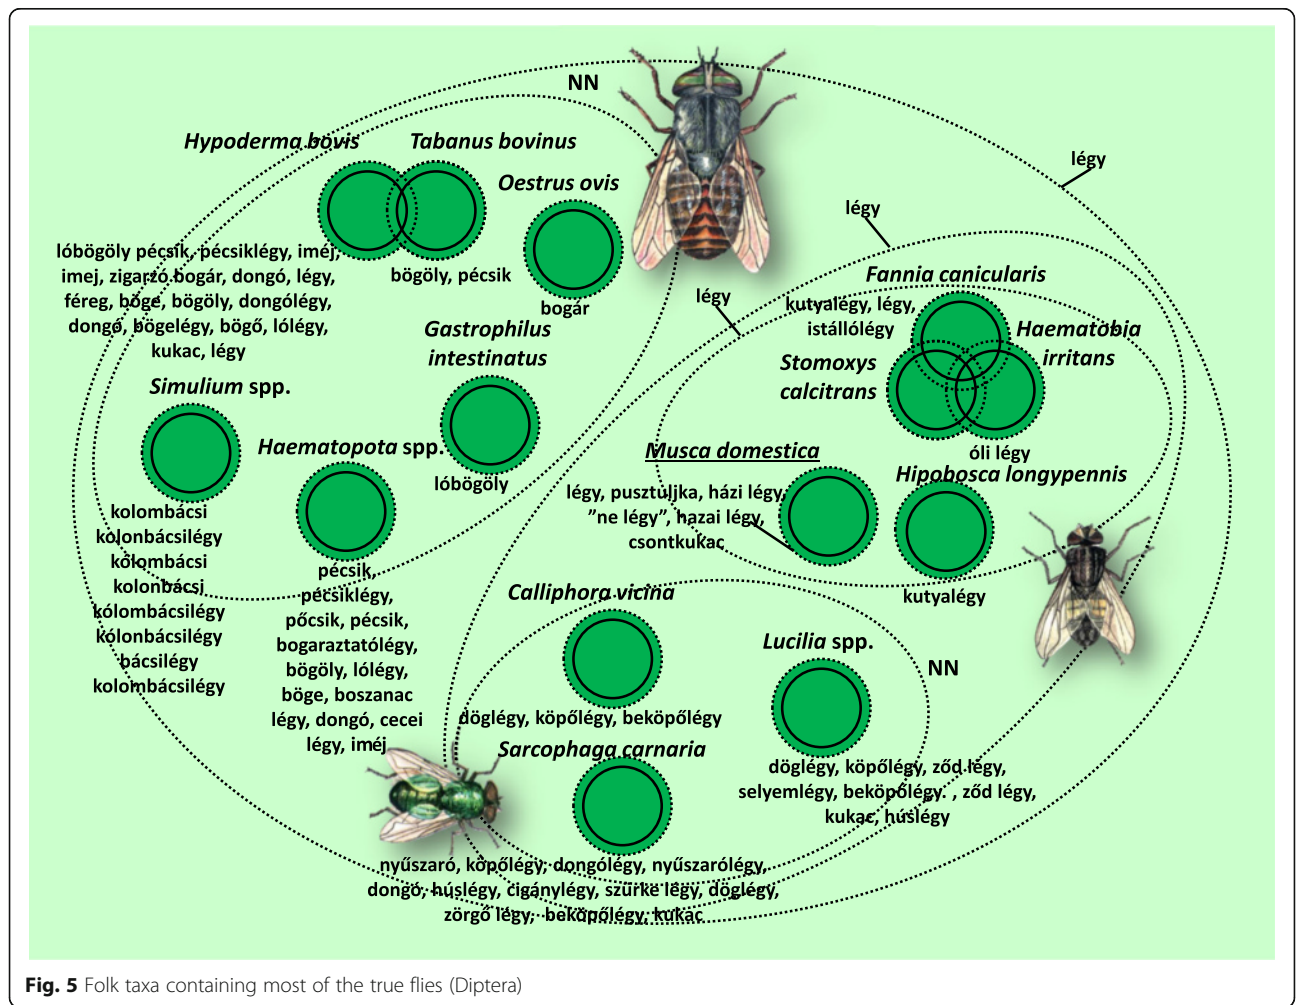 NN
Hypoderma bovis
Tabanus bovinus
légy
Oestrus ovis
légy
lóbögöly pécsik, pécsiklégy, iméj,
imej, zigarzó bogár, dongó, légy,
féreg, böge, bögöly, dongólégy,
dongó, bögelégy, bögő, lólégy,
kukac, légy
bögöly, pécsik
bogár
Fannia canicularis
légy
kutyalégy, légy,
istállólégy
Gastrophilus
intestinatus
Haematobia
irritans
Stomoxys
calcitrans
Simulium spp.
Haematopota spp.
Musca domestica
óli légy
Hipobosca longypennis
lóbögöly
légy, pusztuljka, házi légy,
”ne légy”, hazai légy,
csontkukac
kolombácsi
kolonbácsilégy
kólombácsi
kolonbácsi
kólombácsilégy
kólonbácsilégy
bácsilégy
kolombácsilégy
pécsik,
pécsiklégy,
pőcsik, pécsik,
bogaraztatólégy,
bögöly, lólégy,
böge, boszanac
légy, dongó, cecei
légy, iméj
kutyalégy
Calliphora vicina
Lucilia spp.
NN
döglégy, köpőlégy, beköpőlégy
Sarcophaga carnaria
döglégy, köpőlégy, ződ légy,
selyemlégy, beköpőlégy. , ződ légy,
kukac, húslégy
nyűszaró, köpőlégy, dongólégy, nyűszarólégy,
dongó, húslégy, cigánylégy, szürke légy, döglégy,
zörgő légy, beköpőlégy, kukac
Fig. 5 Folk taxa containing most of the true flies (Diptera)